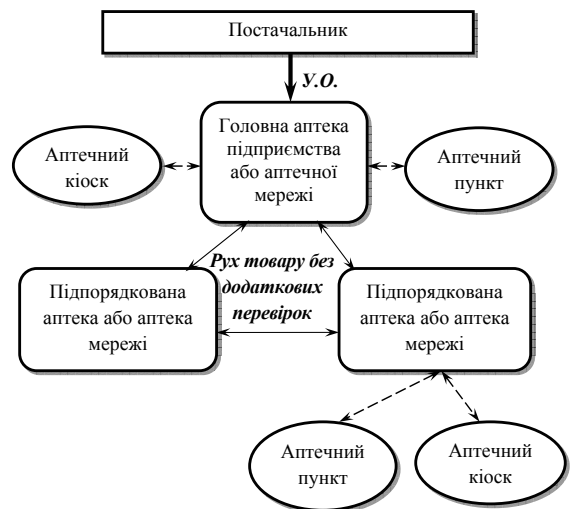 Постачальник
У.О.
Головна аптека
підприємства
або аптечної
мережі
Аптечний
кіоск
Аптечний
пункт
Рух товару без
додаткових
перевірок
Підпорядкована
аптека або аптека
мережі
Підпорядкована
аптека або аптека
мережі
Аптечний
пункт
Аптечний
кіоск